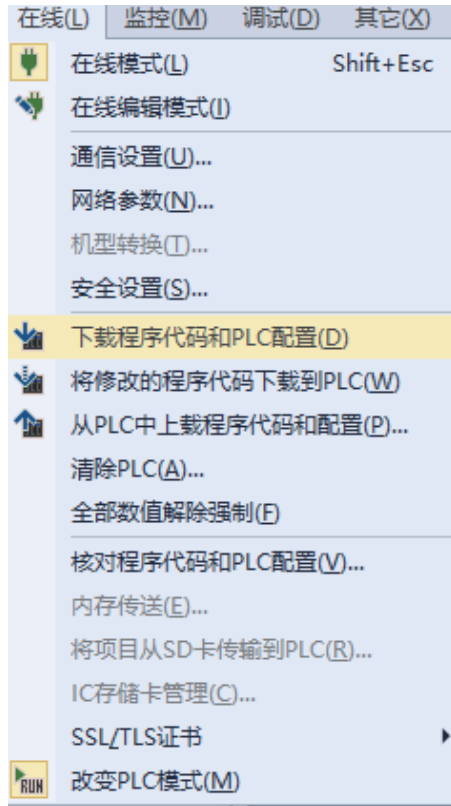 在线(L) 监控(M) 调试(D) 其它(X)
在线模式(L) Shift+Esc
在线编辑模式(I)
通信设置(U)...
网络参数(N)...
机型转换(T)...
安全设置(S)...
下载程序代码和PLC配置(D)
将修改的程序代码下载到PLC(W)
从PLC中上载程序代码和配置(P)...
清除PLC(A)...
全部数值解除强制(F)
核对程序代码和PLC配置(V)...
内存传送(E)...
将项目从SD卡传输到PLC(R)...
IC存储卡管理(C)...
SSL/TLS证书
RUN 改变PLC模式(M)